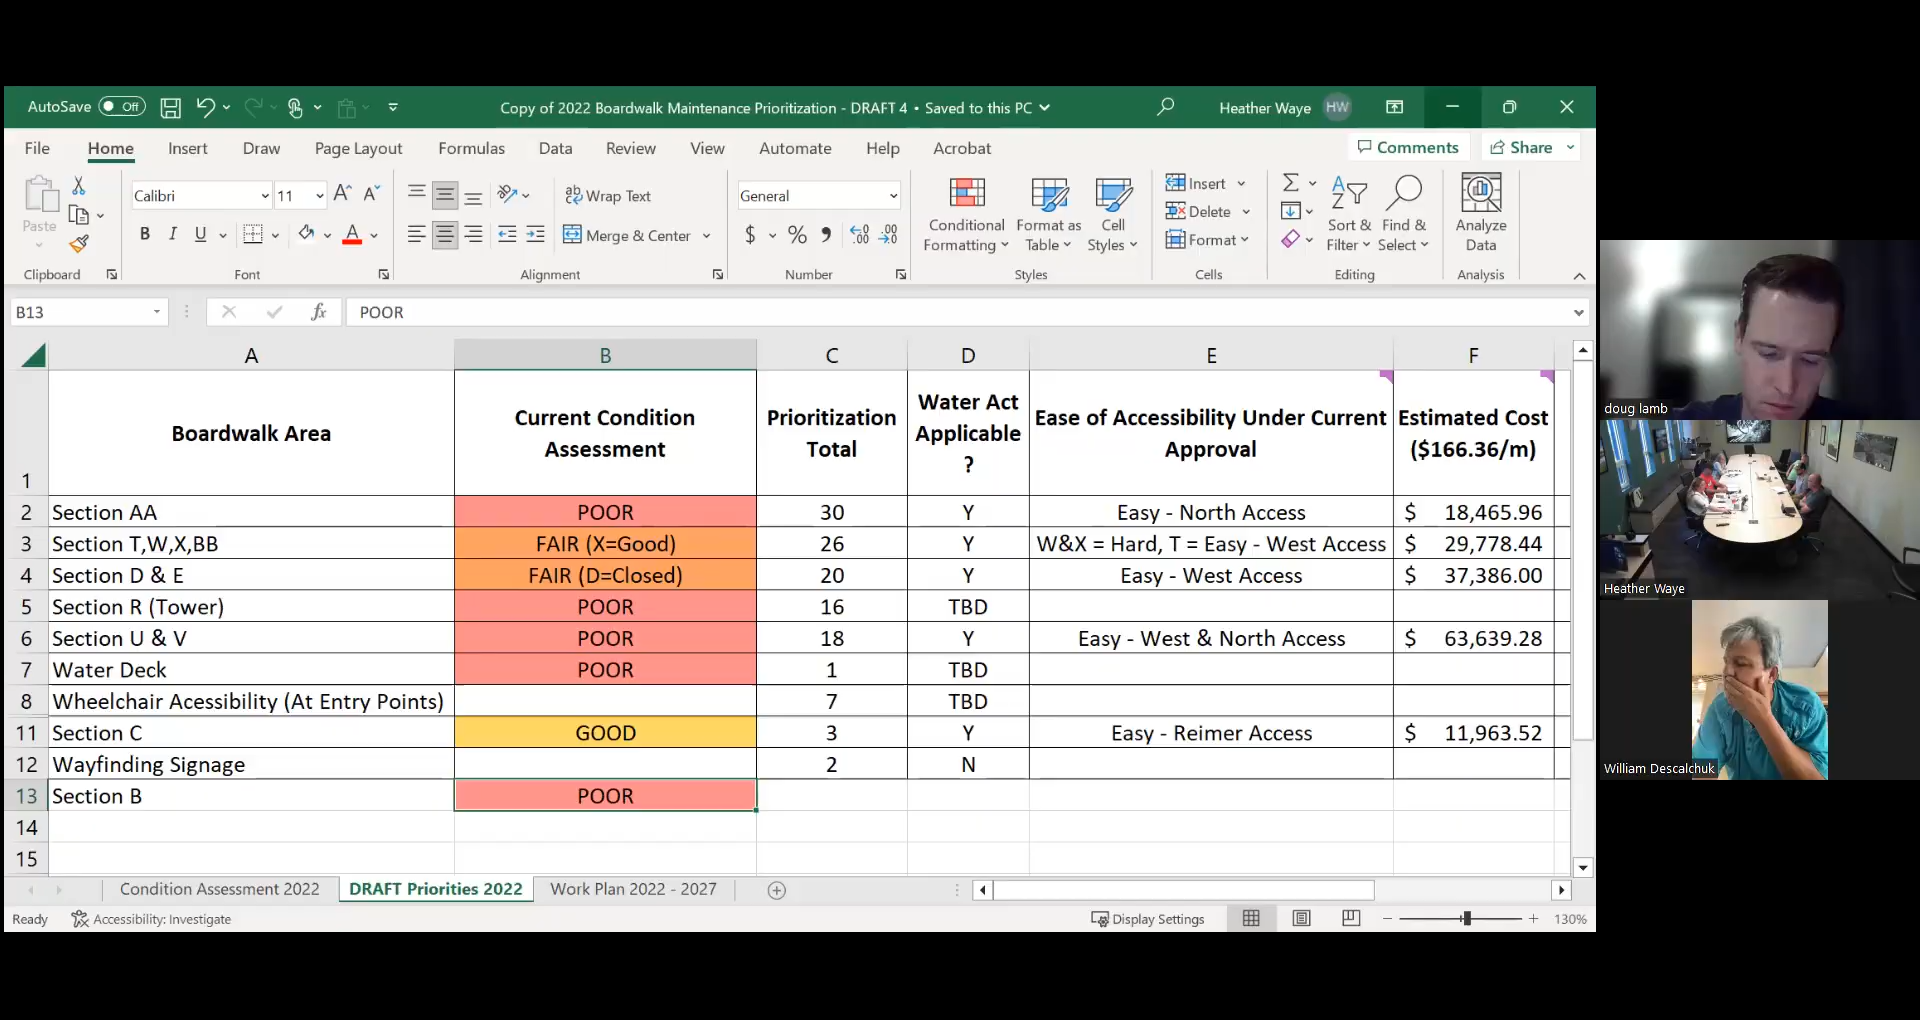 AutoSave Off Copy of 2022 Boardwalk Maintenance Prioritization - DRAFT 4 • Saved to this PC Heather Waye HW
File Home Insert Draw Page Layout Formulas Data Review View Automate Help Acrobat Comments Share
Calibri 11 Wrap Text General Insert Σ
Paste Conditional Format as Cell Delete Sort & Find & Analyze
B I U A Merge & Center $ % , Formatting Table Styles Format Filter Select Data
Clipboard Font Alignment Number Styles Cells Editing Analysis
B13 fx POOR
A B C D E F
1 Boardwalk Area Current Condition Assessment Prioritization Total Water Act Applicable ? Ease of Accessibility Under Current Approval Estimated Cost ($166.36/m)
2 Section AA POOR 30 Y Easy - North Access $ 18,465.96
3 Section T,W,X,BB FAIR (X=Good) 26 Y W&X = Hard, T = Easy - West Access $ 29,778.44
4 Section D & E FAIR (D=Closed) 20 Y Easy - West Access $ 37,386.00
5 Section R (Tower) POOR 16 TBD
6 Section U & V POOR 18 Y Easy - West & North Access $ 63,639.28
7 Water Deck POOR 1 TBD
8 Wheelchair Acessibility (At Entry Points) 7 TBD
11 Section C GOOD 3 Y Easy - Reimer Access $ 11,963.52
12 Wayfinding Signage 2 N
13 Section B POOR
14
15
Condition Assessment 2022 DRAFT Priorities 2022 Work Plan 2022 - 2027
Ready Accessibility: Investigate Display Settings 130%
doug lamb
Heather Waye
William Descalchuk